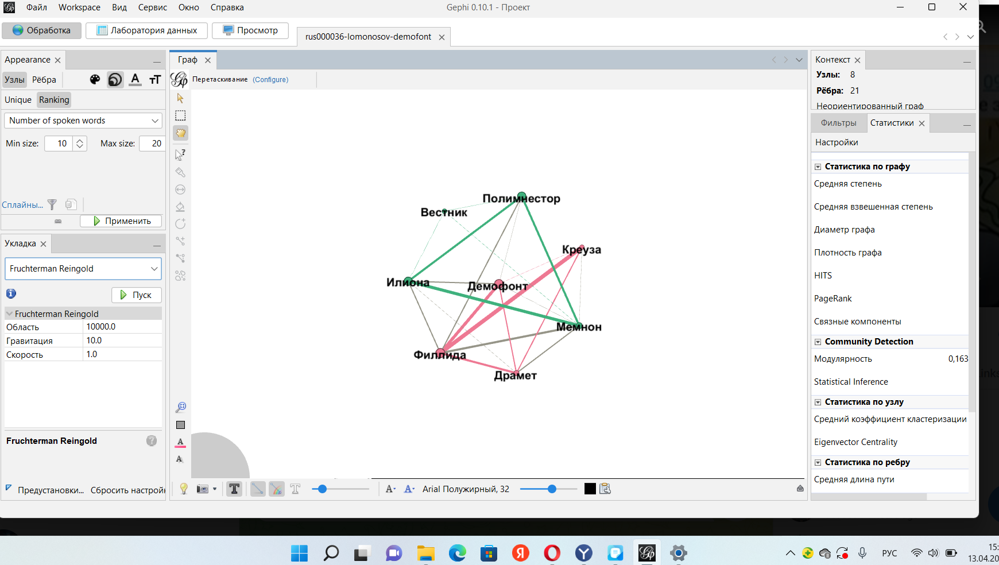 Файл Workspace Вид Сервис Окно Справка
Gephi 0.10.1 - Проект
Обработка Лаборатория данных Просмотр
rus000036-lomonosov-demofont
Appearance
Узлы Рёбра
Unique Ranking
Number of spoken words
Min size: 10 Max size: 20
Сплайны...
Применить
Укладка
Fruchterman Reingold
Пуск
Fruchterman Reingold
Область 10000.0
Гравитация 10.0
Скорость 1.0
Fruchterman Reingold
Предустановки... Сбросить настройк
Граф
Перетаскивание (Configure)
Полимнестор
Вестник
Креуза
Илиона
Демофонт
Мемнон
Филлида
Драмет
Arial Полужирный, 32
Контекст
Узлы: 8
Рёбра: 21
Неориентированный граф
Фильтры Статистики
Настройки
Статистика по графу
Средняя степень
Средняя взвешенная степень
Диаметр графа
Плотность графа
HITS
PageRank
Связные компоненты
Community Detection
Модулярность 0,163
Statistical Inference
Статистика по узлу
Средний коэффициент кластеризации
Eigenvector Centrality
Статистика по ребру
Средняя длина пути
РУС
15:
13.04.20